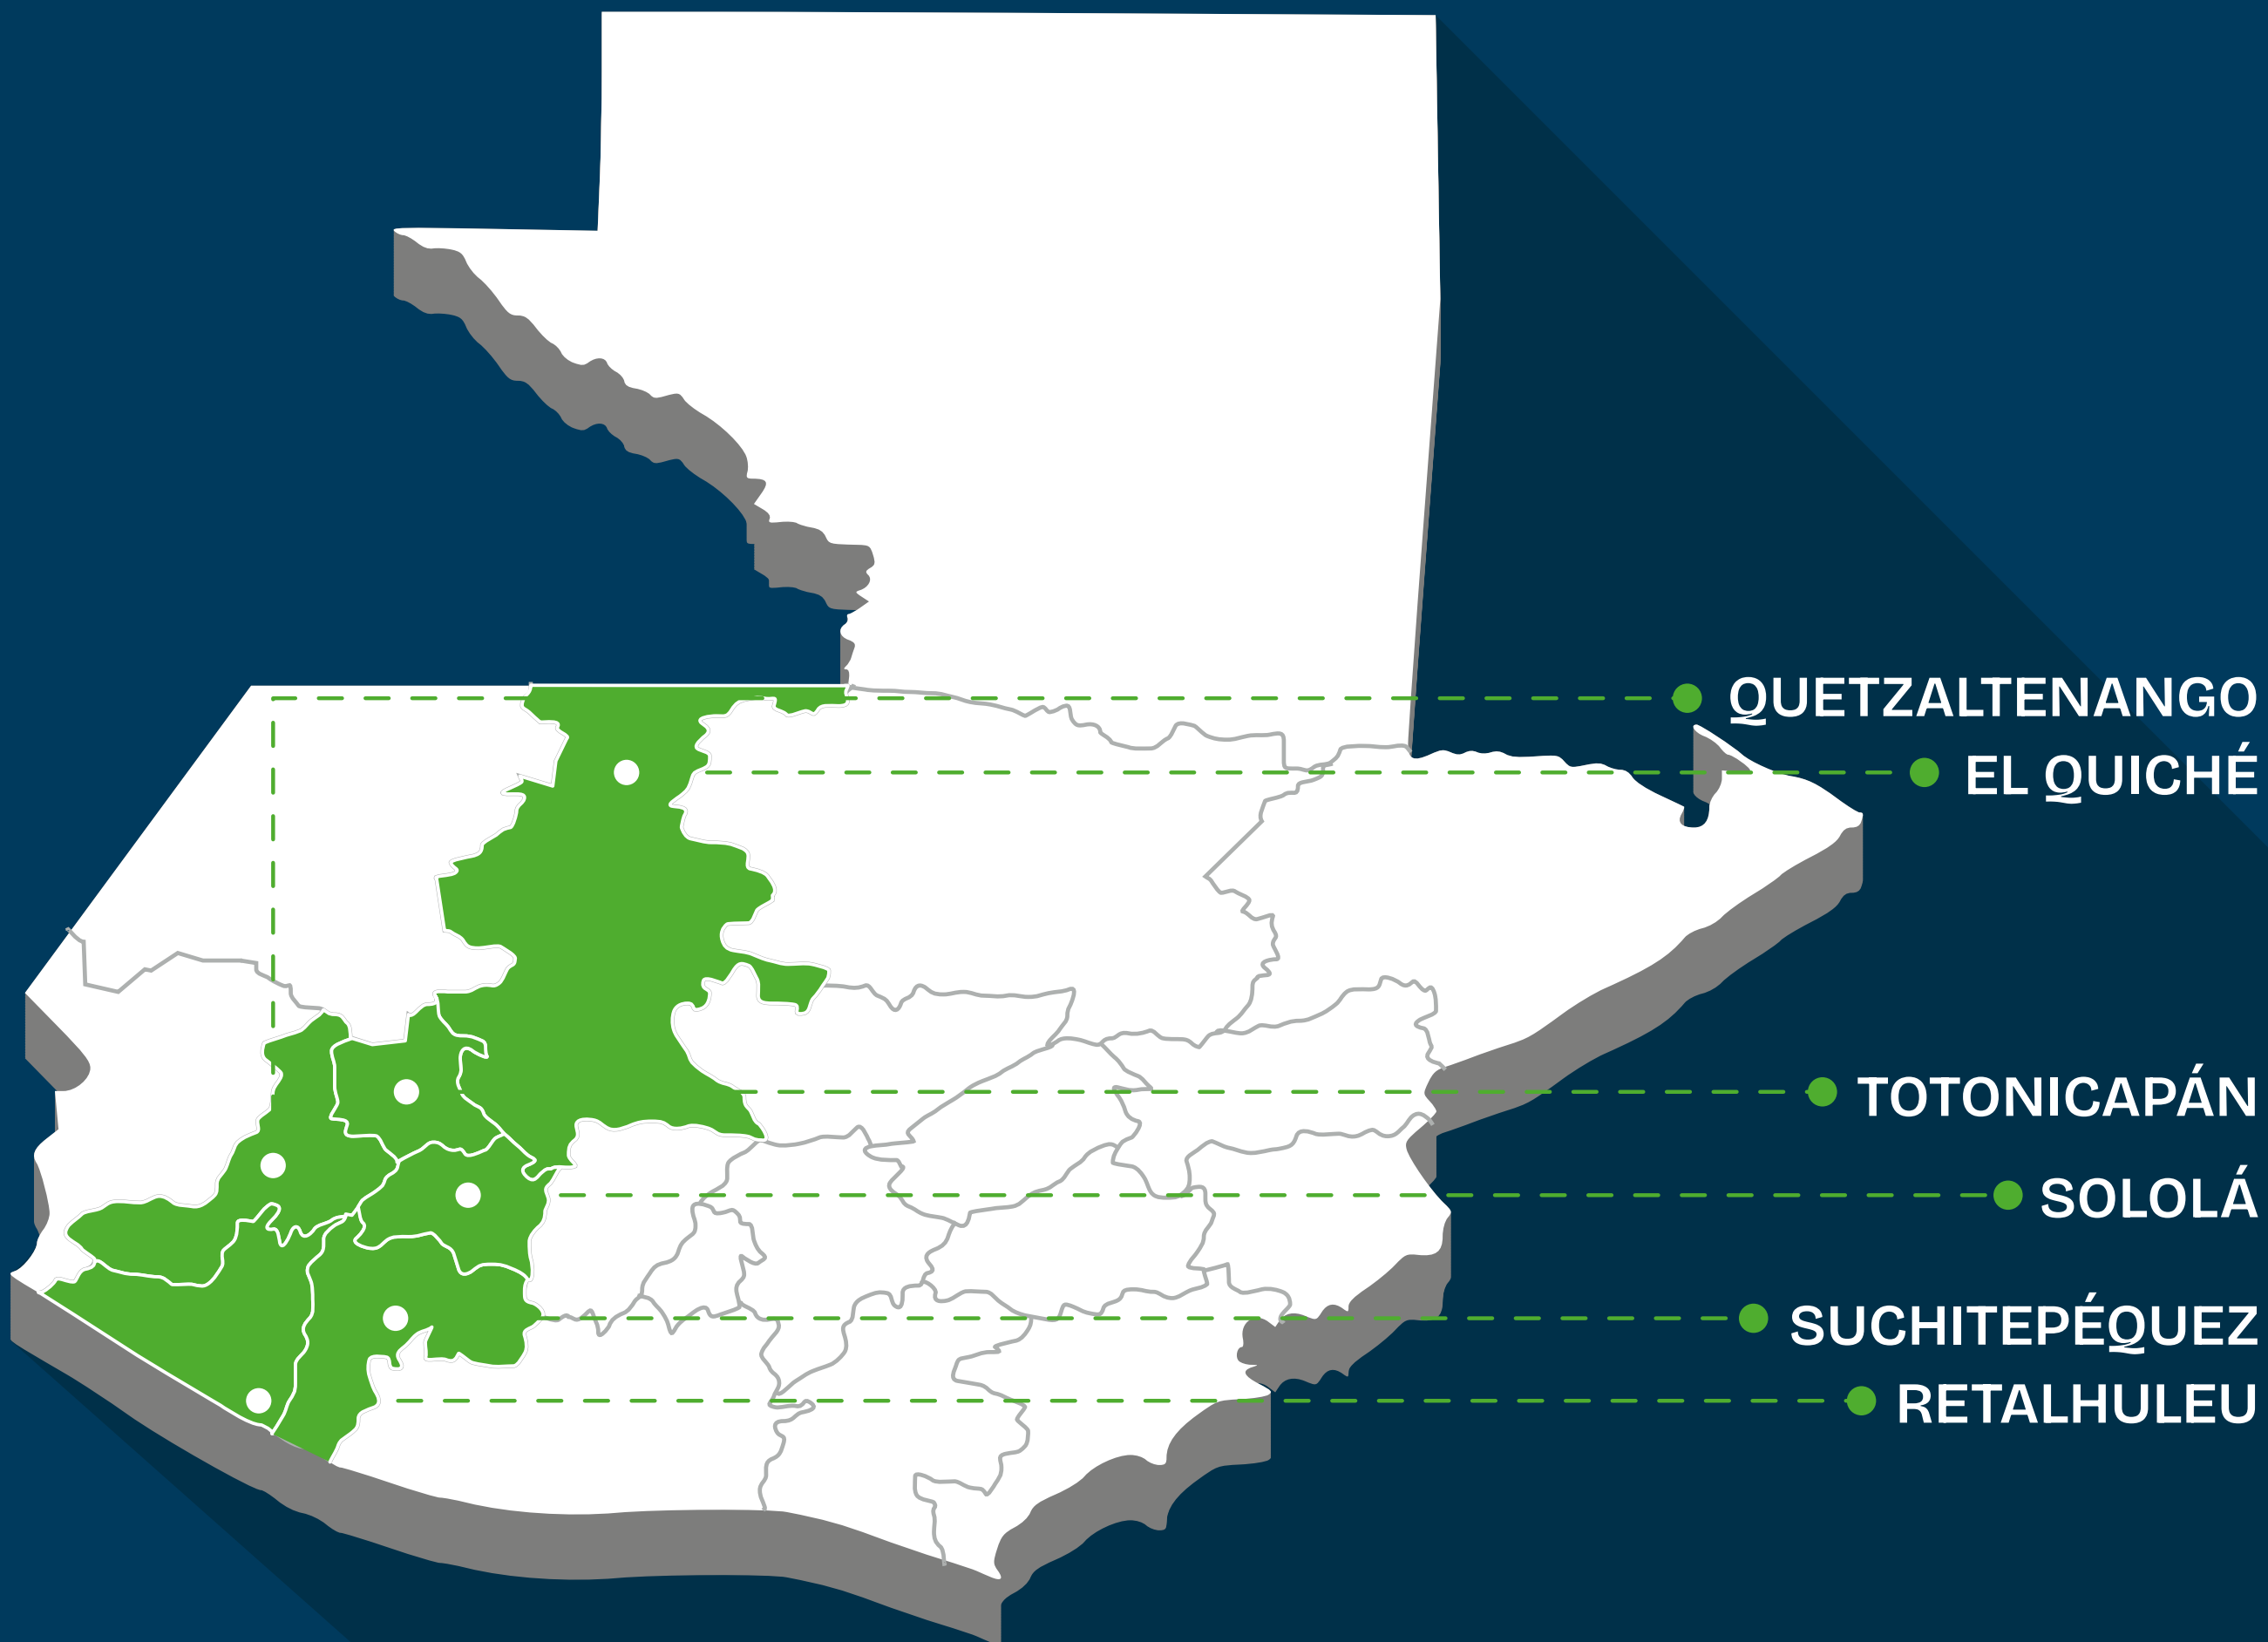 QUETZALTENANGO
EL QUICHÉ
TOTONICAPÁN
SOLOLÁ
SUCHITEPÉQUEZ
RETALHULEU